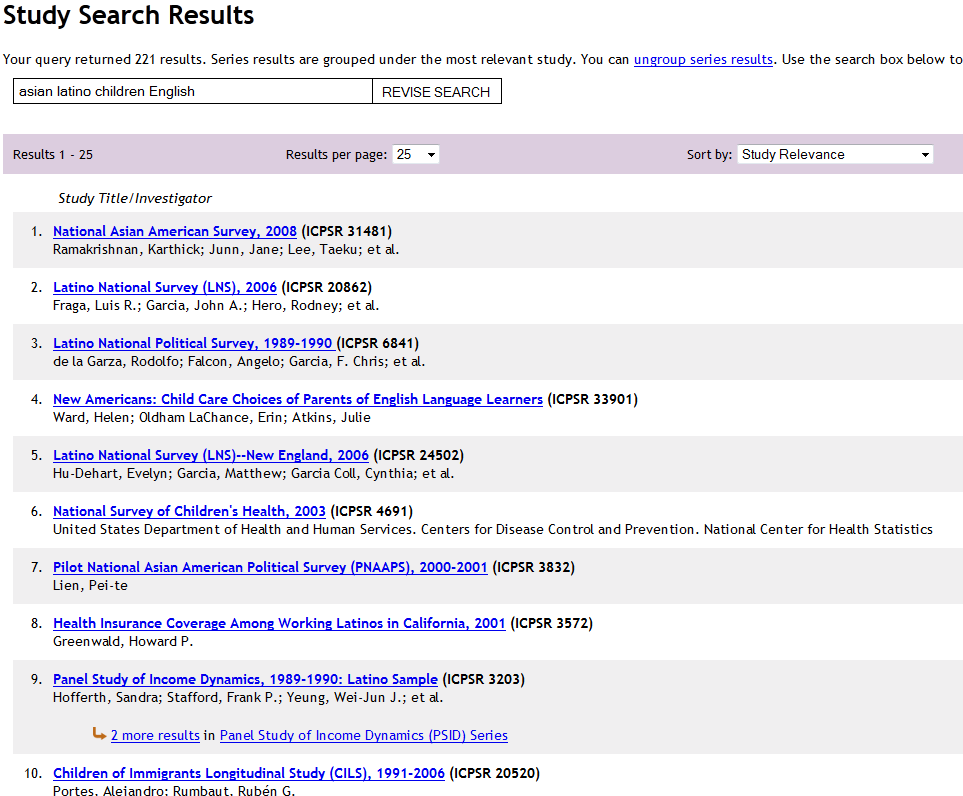 Study Search Results
Your query returned 221 results. Series results are grouped under the most relevant study. You can ungroup series results. Use the search box below to
asian latino children English REVISE SEARCH
Results 1 - 25 Results per page: 25 Sort by: Study Relevance
Study Title/Investigator
1. National Asian American Survey, 2008 (ICPSR 31481)
Ramakrishnan, Karthick; Junn, Jane; Lee, Taeku; et al.
2. Latino National Survey (LNS), 2006 (ICPSR 20862)
Fraga, Luis R.; Garcia, John A.; Hero, Rodney; et al.
3. Latino National Political Survey, 1989-1990 (ICPSR 6841)
de la Garza, Rodolfo; Falcon, Angelo; Garcia, F. Chris; et al.
4. New Americans: Child Care Choices of Parents of English Language Learners (ICPSR 33901)
Ward, Helen; Oldham LaChance, Erin; Atkins, Julie
5. Latino National Survey (LNS)--New England, 2006 (ICPSR 24502)
Hu-Dehart, Evelyn; Garcia, Matthew; Garcia Coll, Cynthia; et al.
6. National Survey of Children's Health, 2003 (ICPSR 4691)
United States Department of Health and Human Services. Centers for Disease Control and Prevention. National Center for Health Statistics
7. Pilot National Asian American Political Survey (PNAAPS), 2000-2001 (ICPSR 3832)
Lien, Pei-te
8. Health Insurance Coverage Among Working Latinos in California, 2001 (ICPSR 3572)
Greenwald, Howard P.
9. Panel Study of Income Dynamics, 1989-1990: Latino Sample (ICPSR 3203)
Hofferth, Sandra; Stafford, Frank P.; Yeung, Wei-Jun J.; et al.
2 more results in Panel Study of Income Dynamics (PSID) Series
10. Children of Immigrants Longitudinal Study (CILS), 1991-2006 (ICPSR 20520)
Portes, Alejandro; Rumbaut, Rubén G.